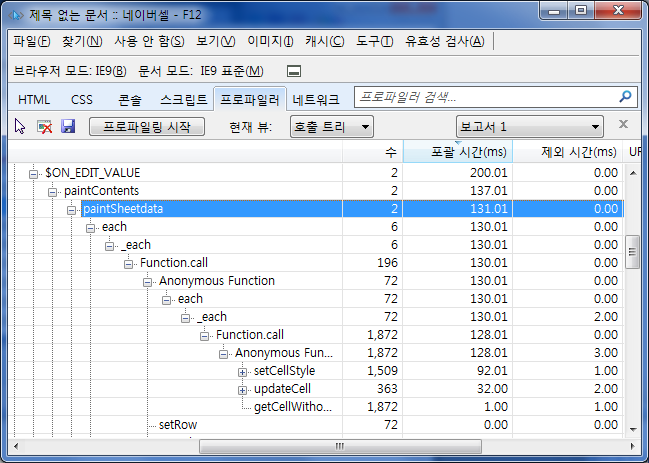 제목 없는 문서 :: 네이버셀 - F12
파일(F) 찾기(N) 사용 안 함(S) 보기(V) 이미지(I) 캐시(C) 도구(T) 유효성 검사(A)
브라우저 모드: IE9(B) 문서 모드: IE9 표준(M)
HTML CSS 콘솔 스크립트 프로파일러 네트워크 프로파일러 검색...
프로파일링 시작 현재 뷰: 호출 트리 보고서 1
수 포괄 시간(ms) 제외 시간(ms) UR
$ON_EDIT_VALUE 2 200.01 0.00
paintContents 2 137.01 0.00
paintSheetdata 2 131.01 0.00
each 6 130.01 0.00
_each 6 130.01 0.00
Function.call 196 130.01 0.00
Anonymous Function 72 130.01 0.00
each 72 130.01 0.00
_each 72 130.01 2.00
Function.call 1,872 128.01 0.00
Anonymous Fun... 1,872 128.01 3.00
setCellStyle 1,509 92.01 1.00
updateCell 363 32.00 2.00
getCellWitho... 1,872 1.00 1.00
setRow 72 0.00 0.00